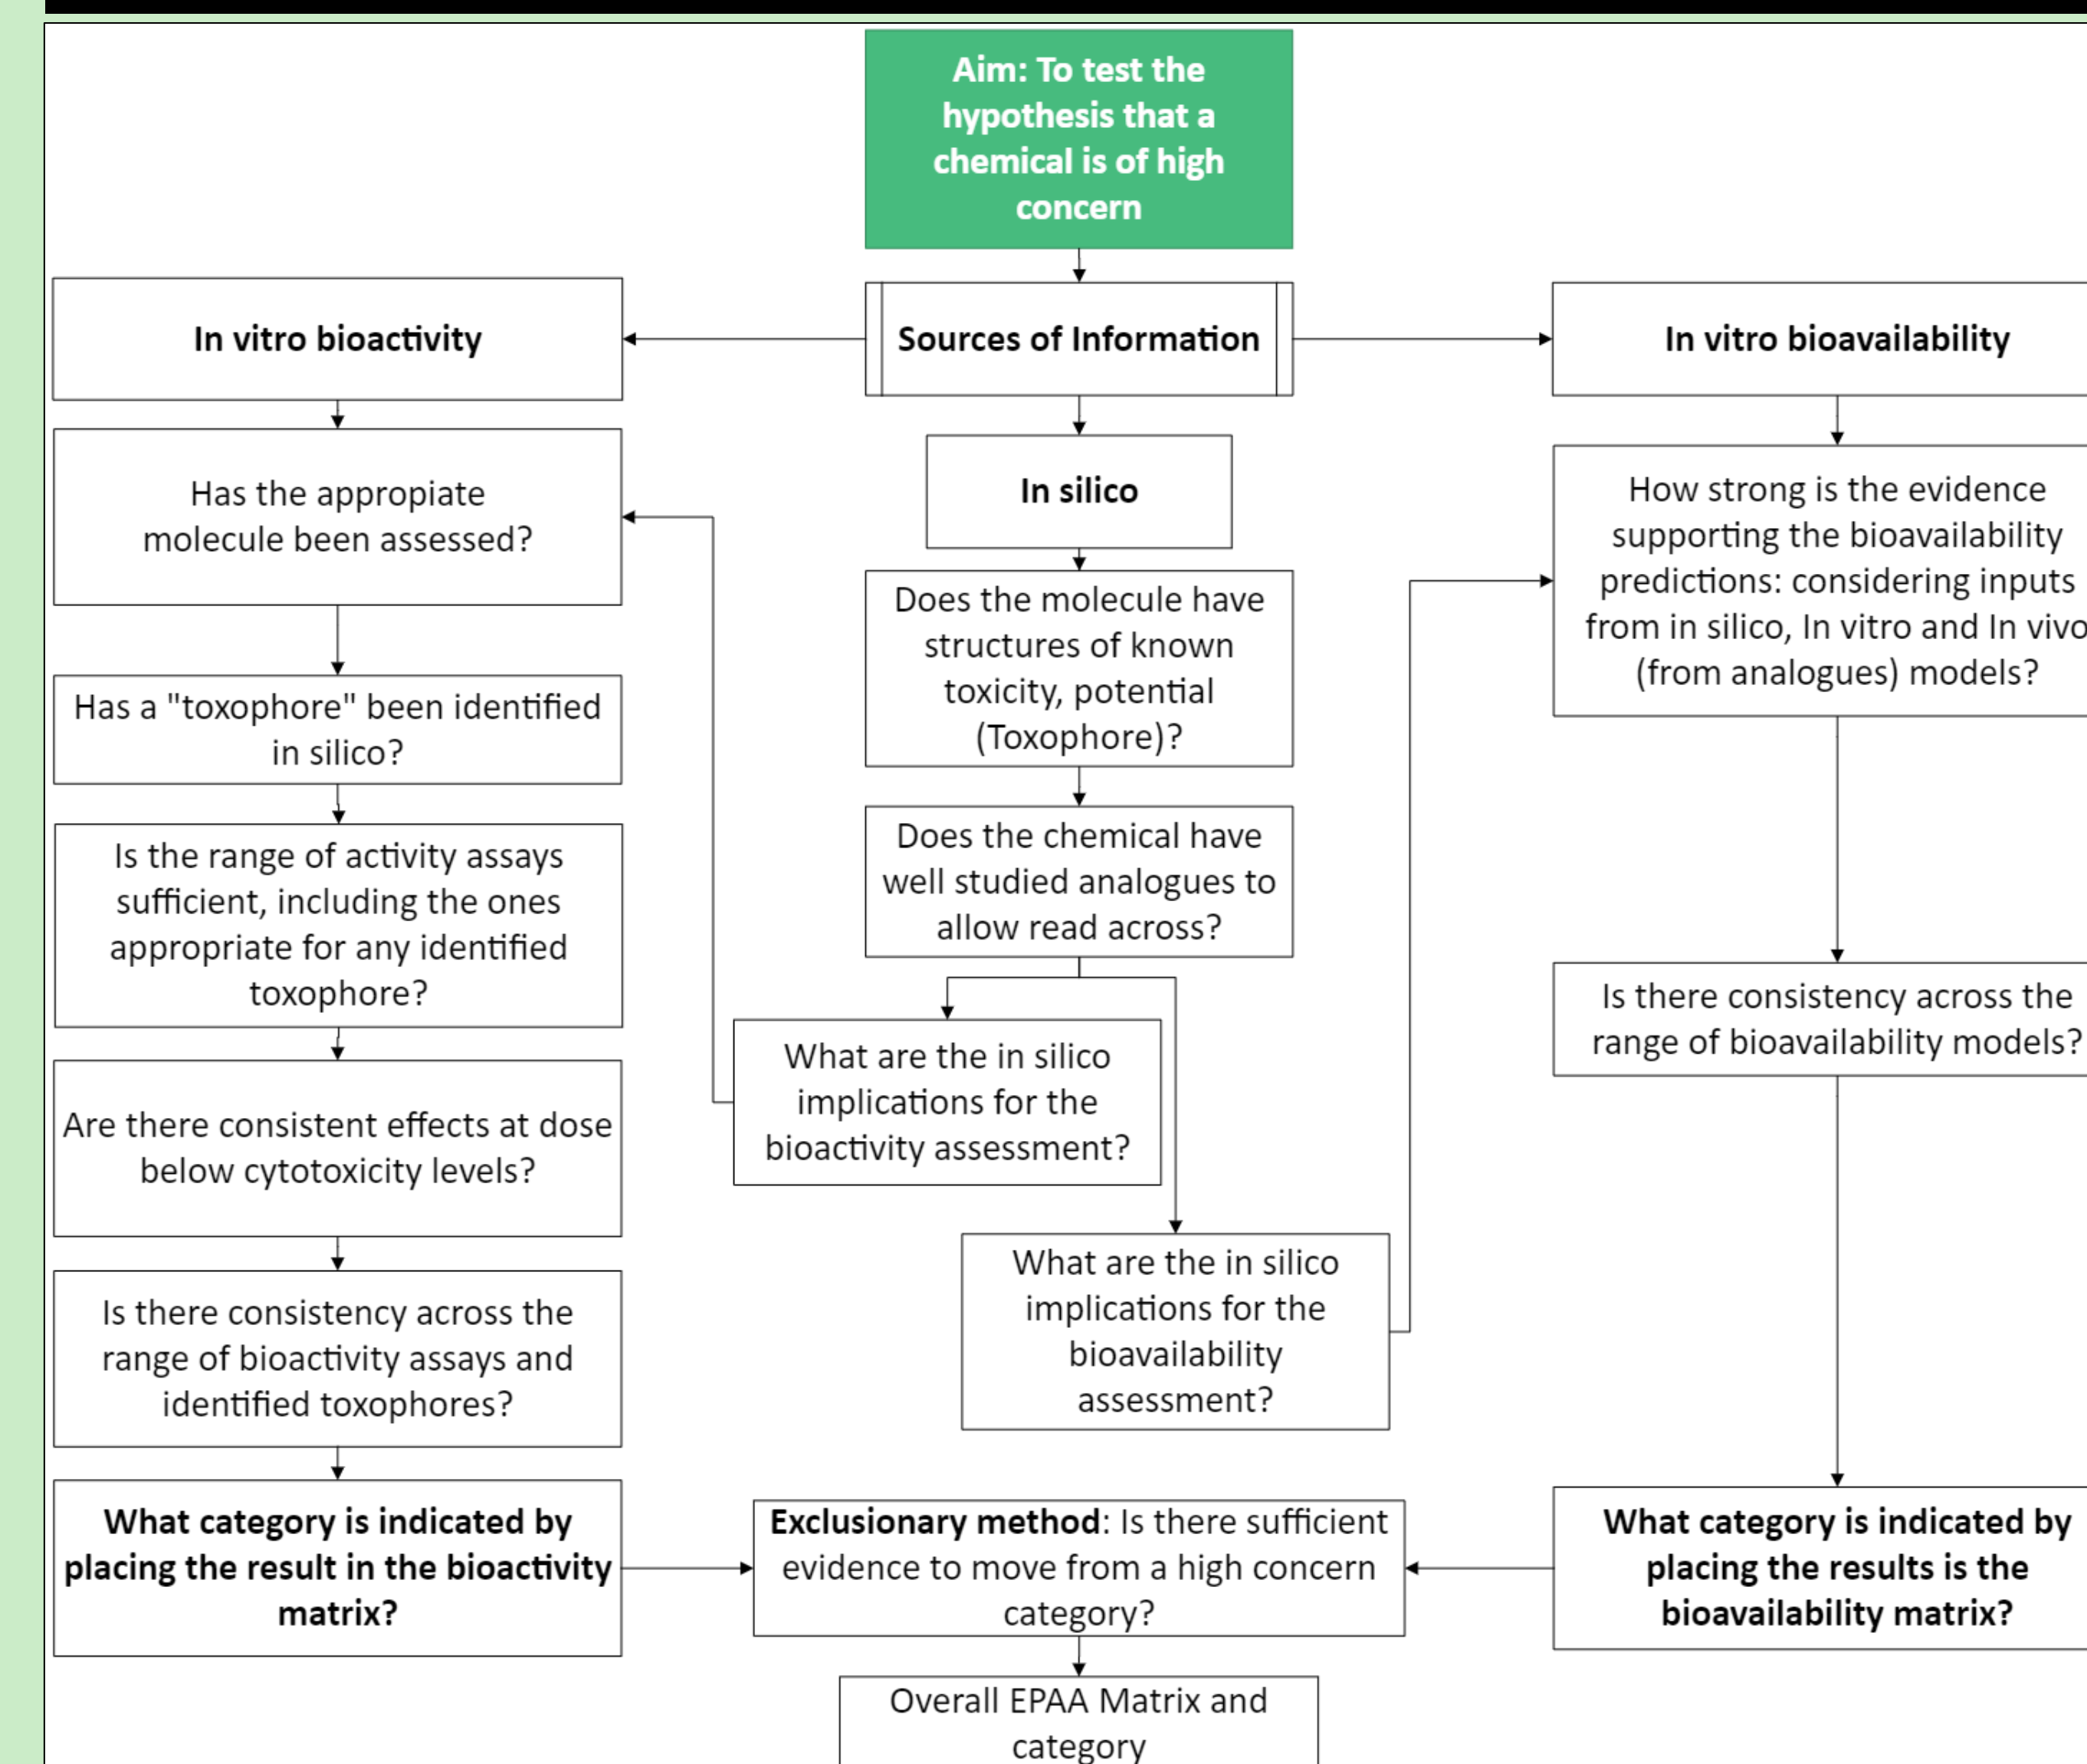 Aim: To test the
hypothesis that a
chemical is of high
concern
In vitro bioactivity
Sources of Information
In vitro bioavailability
Has the appropiate
molecule been assessed?
Has a "toxophore" been identified
in silico?
Is the range of activity assays
sufficient, including the ones
appropriate for any identified
toxophore?
Are there consistent effects at dose
below cytotoxicity levels?
Is there consistency across the
range of bioactivity assays and
identified toxophores?
What category is indicated by
placing the result in the bioactivity
matrix?
In silico
Does the molecule have
structures of known
toxicity, potential
(Toxophore)?
Does the chemical have
well studied analogues to
allow read across?
What are the in silico
implications for the
bioactivity assessment?
What are the in silico
implications for the
bioavailability
assessment?
How strong is the evidence
supporting the bioavailability
predictions: considering inputs
from in silico, In vitro and In vivo
(from analogues) models?
Is there consistency across the
range of bioavailability models?
What category is indicated by
placing the results is the
bioavailability matrix?
Exclusionary method: Is there sufficient
evidence to move from a high concern
category?
Overall EPAA Matrix and
category